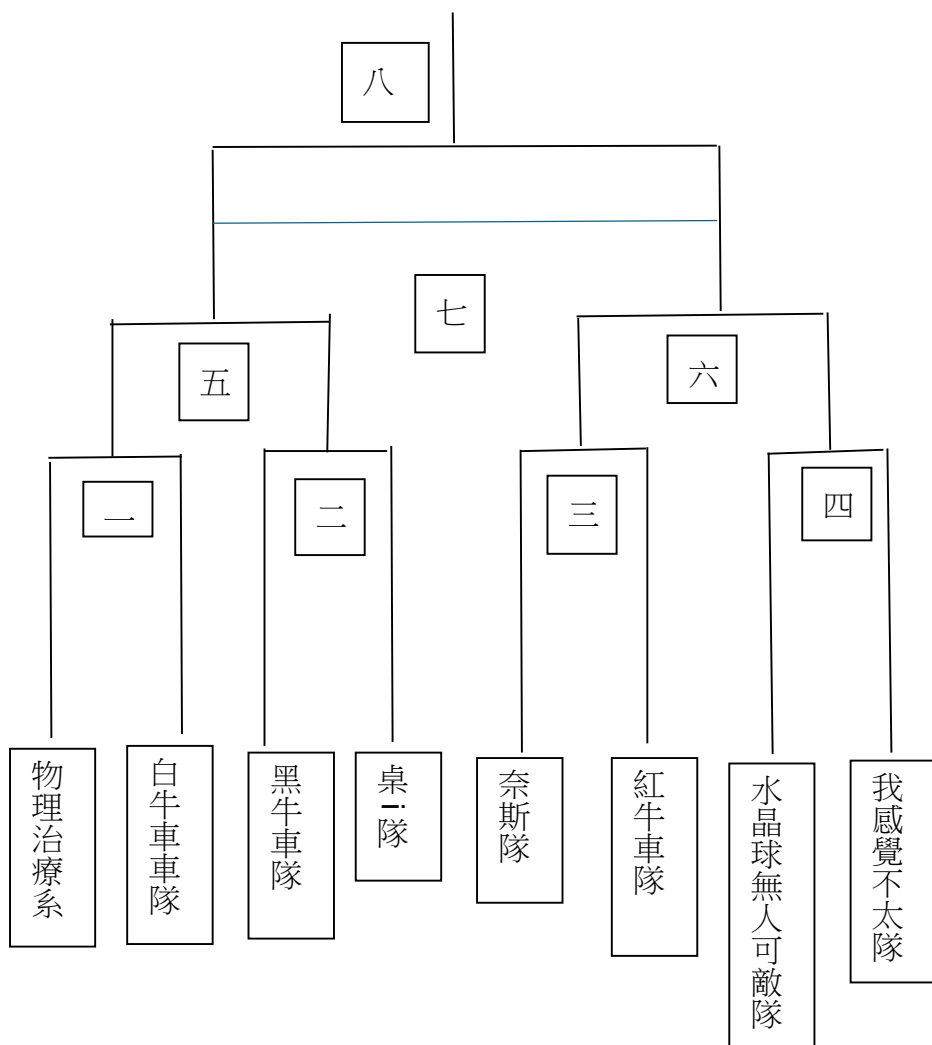 八
七
五
六
一
二
三
四
物理治療系
白牛車車隊
黑牛車隊
桌i隊
奈斯隊
紅牛車隊
水晶球無人可敵隊
我感覺不太隊